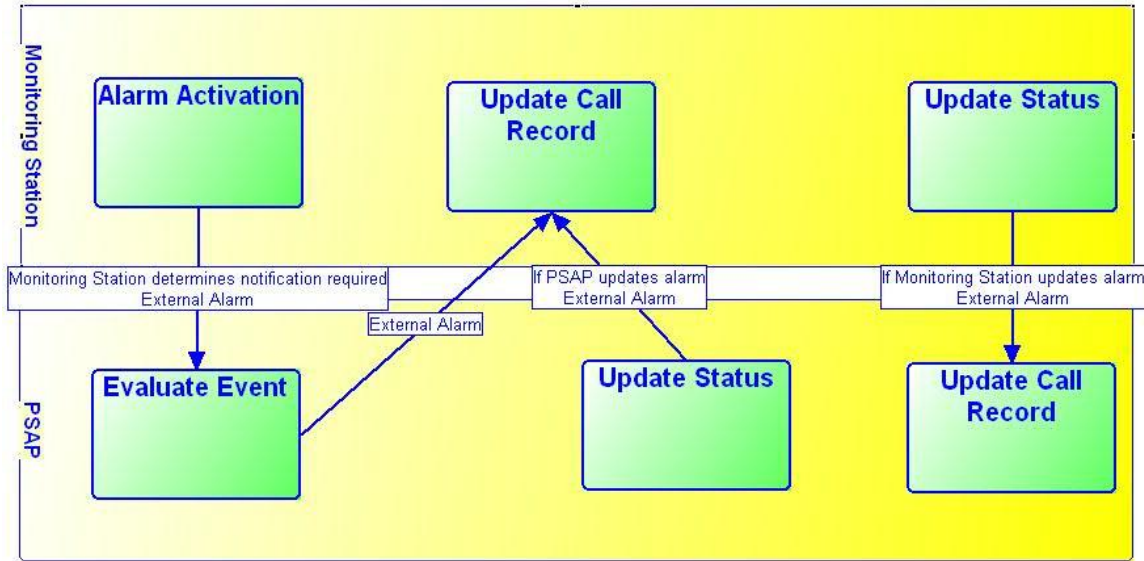 Monitoring Station
Alarm Activation
Update Call
Record
Update Status
Monitoring Station determines notification required
External Alarm
If PSAP updates alarm
External Alarm
If Monitoring Station updates alarm
External Alarm
External Alarm
PSAP
Evaluate Event
Update Status
Update Call
Record